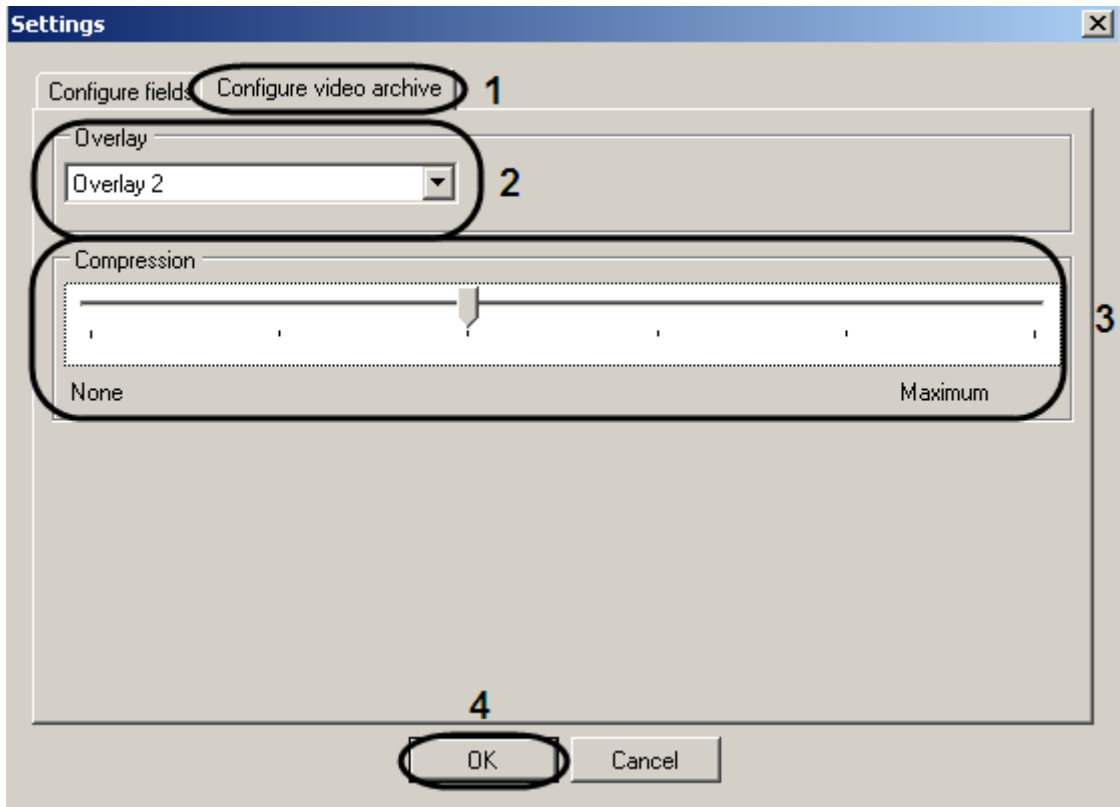 Settings
Configure fields Configure video archive 1
Overlay
Overlay 2 2
Compression
3
None Maximum
4
OK Cancel